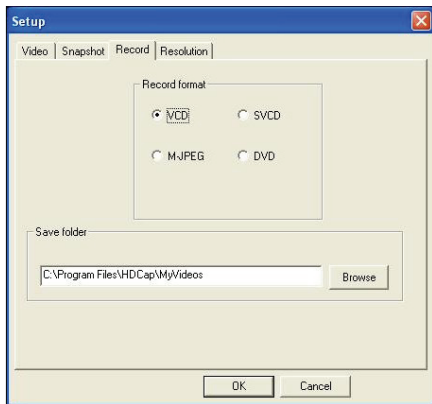 Setup
Video Snapshot Record Resolution
Record format
VCD SVCD
M-JPEG DVD
Save folder
C:\Program Files\HDCap\MyVideos Browse
OK Cancel